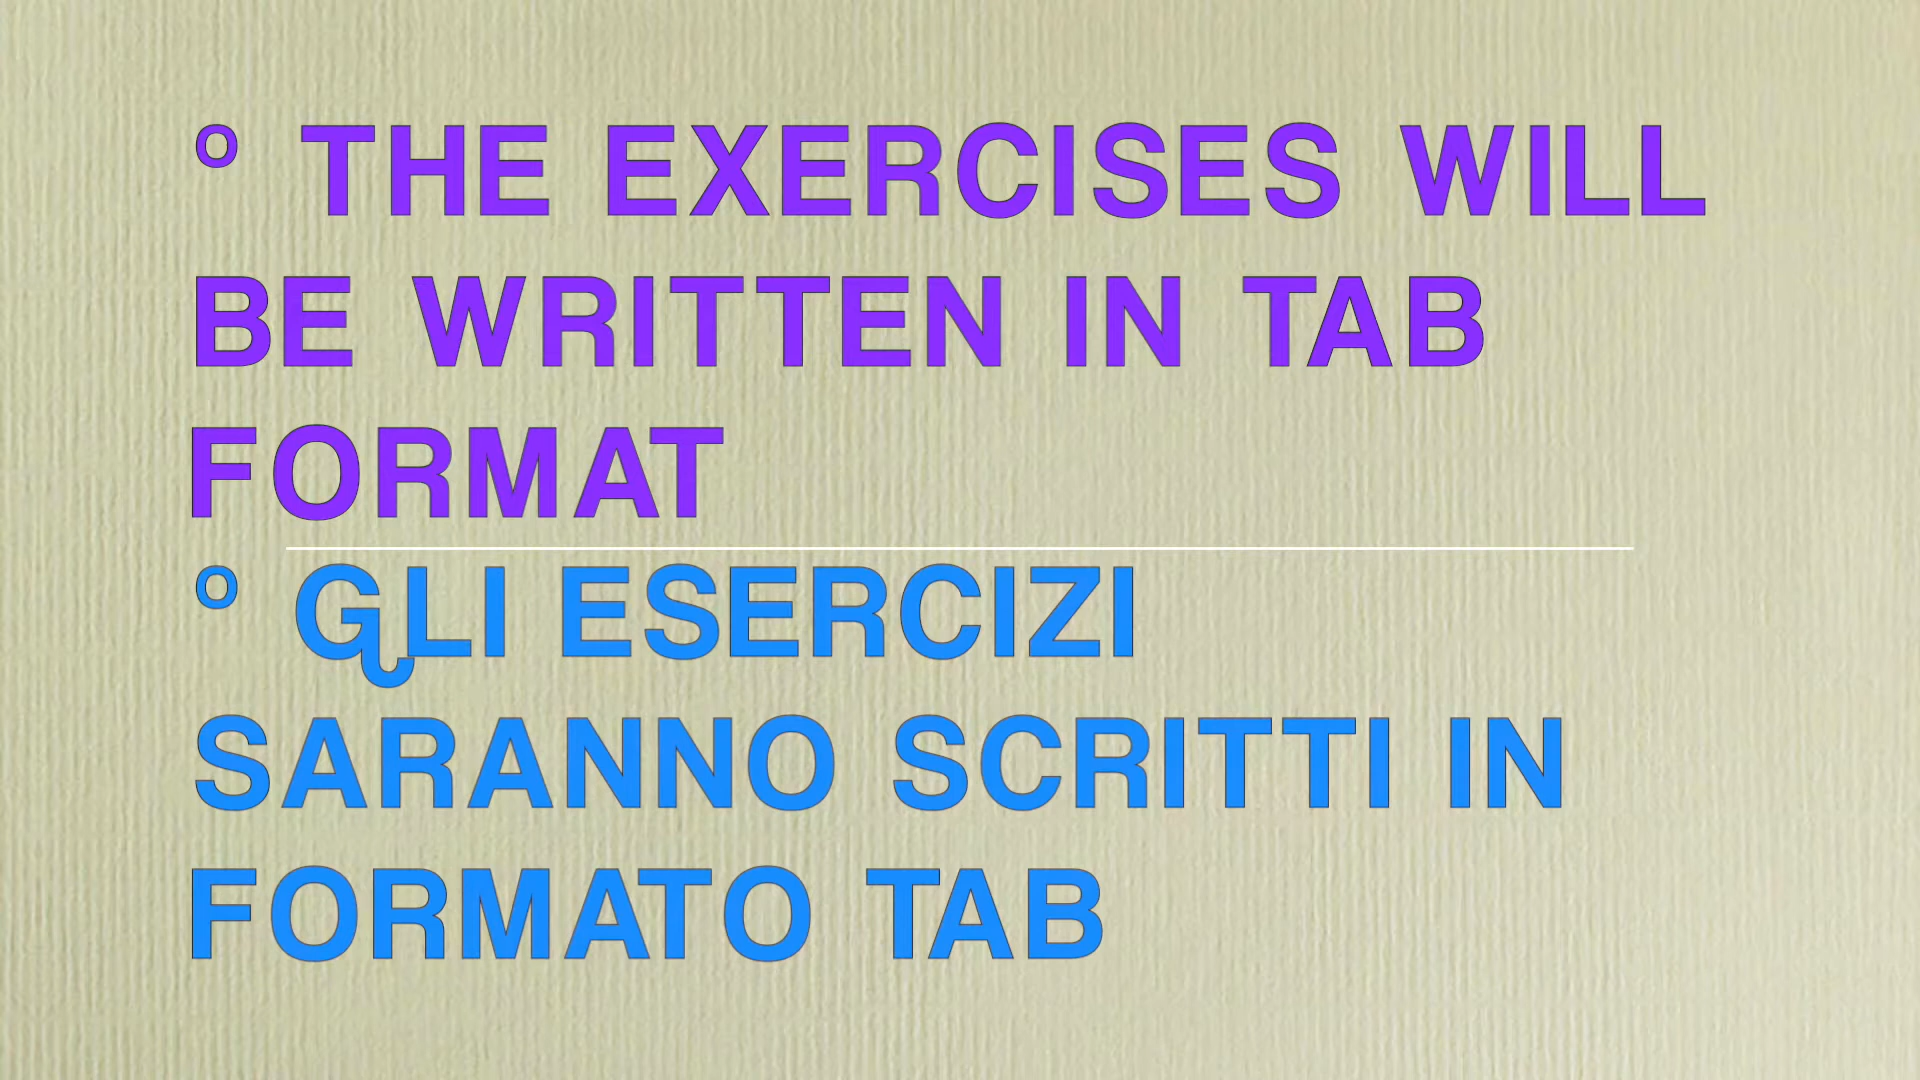 º THE EXERCISES WILL
BE WRITTEN IN TAB
FORMAT
º GLI ESERCIZI
SARANNO SCRITTI IN
FORMATO TAB